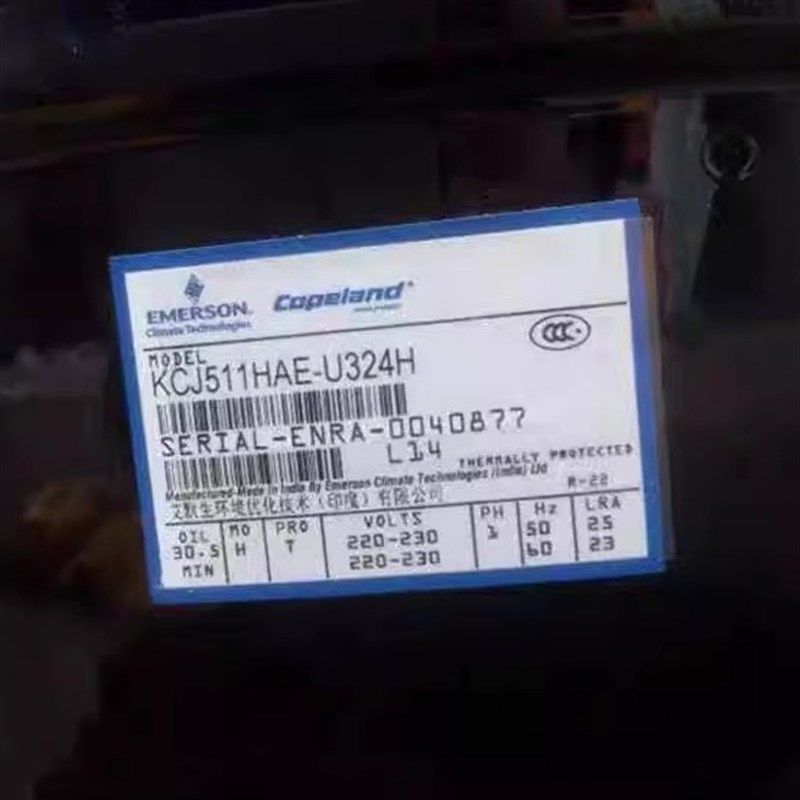 EMERSON
Climate Technologies
Copeland
CCC
MODEL
KCJ511HAE-U324H
SERIAL-ENRA-0040877
L14
THERMALLY PROTECTED
Manufactured Made in India By Emerson Climate Technologies (India) Ltd
艾默生环境优化技术(印度)有限公司
R-22
OIL MO PRO VOLTS PH Hz LRA
30.5 H T 220-230 1 50 25
MIN 220-230 60 23